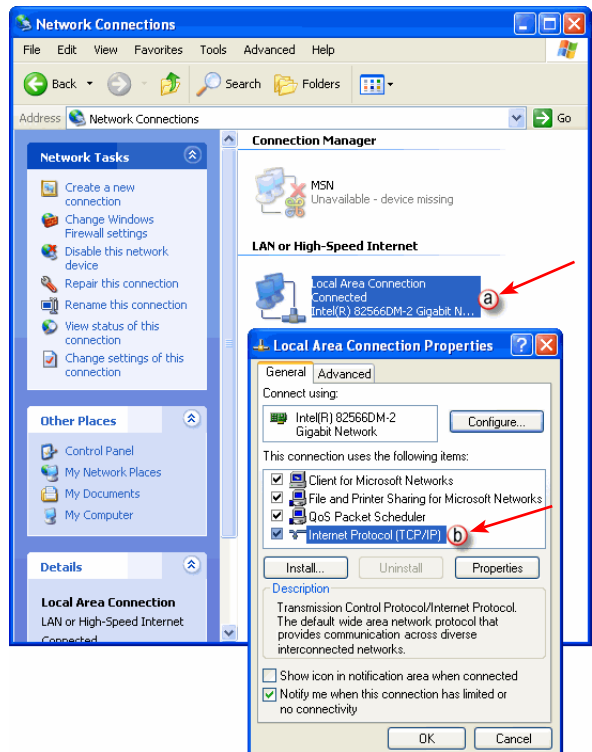 Network Connections
File Edit View Favorites Tools Advanced Help
Back Search Folders
Address Network Connections Go
Network Tasks
Create a new
connection
Change Windows
Firewall settings
Disable this network
device
Repair this connection
Rename this connection
View status of this
connection
Change settings of this
connection
Other Places
Control Panel
My Network Places
My Documents
My Computer
Details
Local Area Connection
LAN or High-Speed Internet
Connected
Connection Manager
MSN
Unavailable - device missing
LAN or High-Speed Internet
Local Area Connection
Connected
Intel(R) 82566DM-2 Gigabit N...
a
Local Area Connection Properties
General Advanced
Connect using:
Intel(R) 82566DM-2
Gigabit Network
Configure...
This connection uses the following items:
Client for Microsoft Networks
File and Printer Sharing for Microsoft Networks
QoS Packet Scheduler
Internet Protocol (TCP/IP) b
Install... Uninstall Properties
Description
Transmission Control Protocol/Internet Protocol.
The default wide area network protocol that
provides communication across diverse
interconnected networks.
Show icon in notification area when connected
Notify me when this connection has limited or
no connectivity
OK Cancel